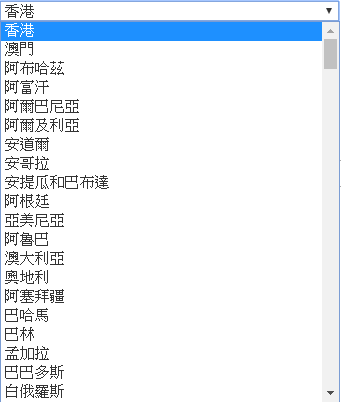 香港
香港
澳門
阿布哈茲
阿富汗
阿爾巴尼亞
阿爾及利亞
安道爾
安哥拉
安提瓜和巴布達
阿根廷
亞美尼亞
阿魯巴
澳大利亞
奧地利
阿塞拜疆
巴哈馬
巴林
孟加拉
巴巴多斯
白俄羅斯